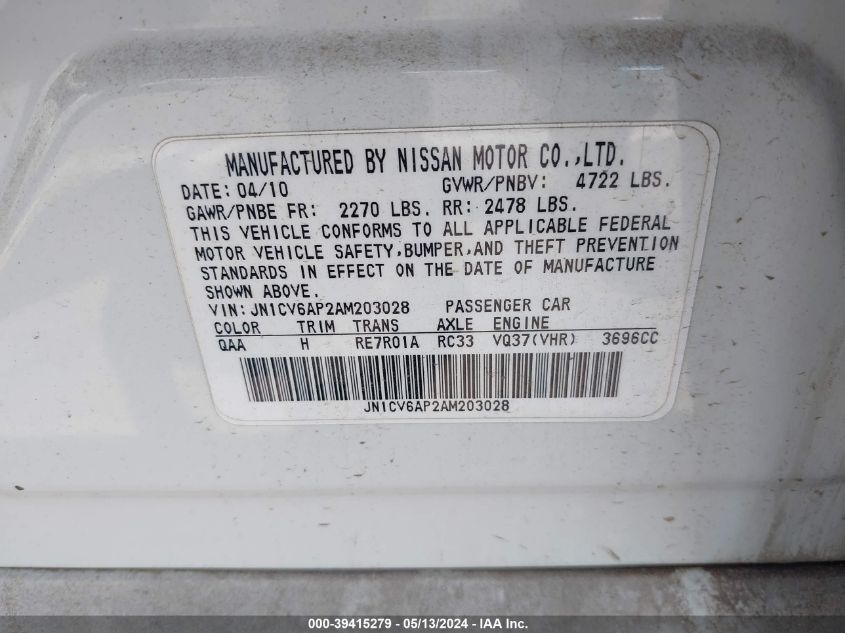 MANUFACTURED BY NISSAN MOTOR CO.,LTD.
DATE: 04/10 GVWR/PNBV: 4722 LBS.
GAWR/PNBE FR: 2270 LBS. RR: 2478 LBS.
THIS VEHICLE CONFORMS TO ALL APPLICABLE FEDERAL
MOTOR VEHICLE SAFETY,BUMPER,AND THEFT PREVENTION
STANDARDS IN EFFECT ON THE DATE OF MANUFACTURE
SHOWN ABOVE.
VIN: JN1CV6AP2AM203028 PASSENGER CAR
COLOR TRIM TRANS AXLE ENGINE
QAA H RE7R01A RC33 VQ37(VHR) 3696CC
JN1CV6AP2AM203028
000-39415279 - 05/13/2024 - IAA Inc.